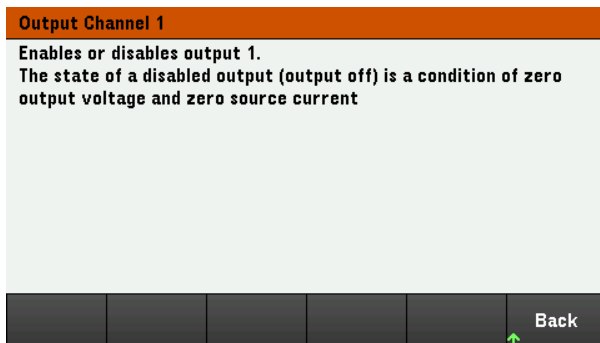 Output Channel 1
Enables or disables output 1.
The state of a disabled output (output off) is a condition of zero
output voltage and zero source current
Back